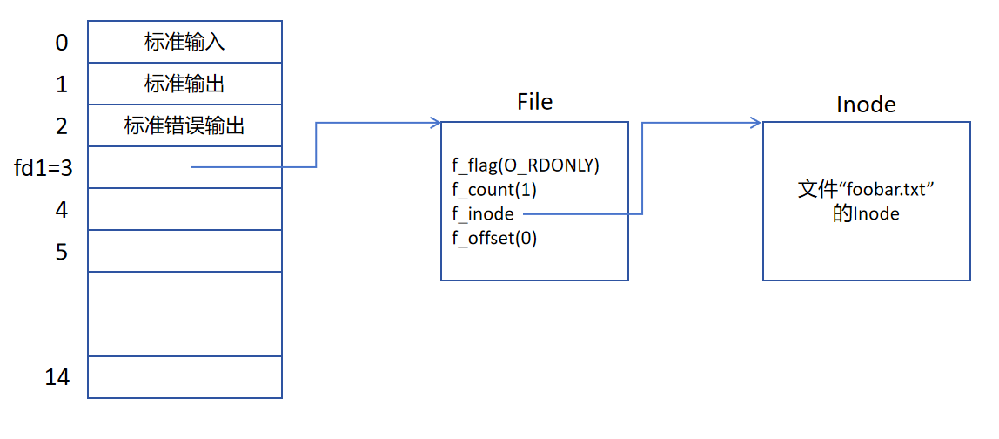 0
标准输入
1
标准输出
2
标准错误输出
fd1=3
4
5
14
File
f_flag(O_RDONLY)
f_count(1)
f_inode
f_offset(0)
Inode
文件“foobar.txt”
的Inode